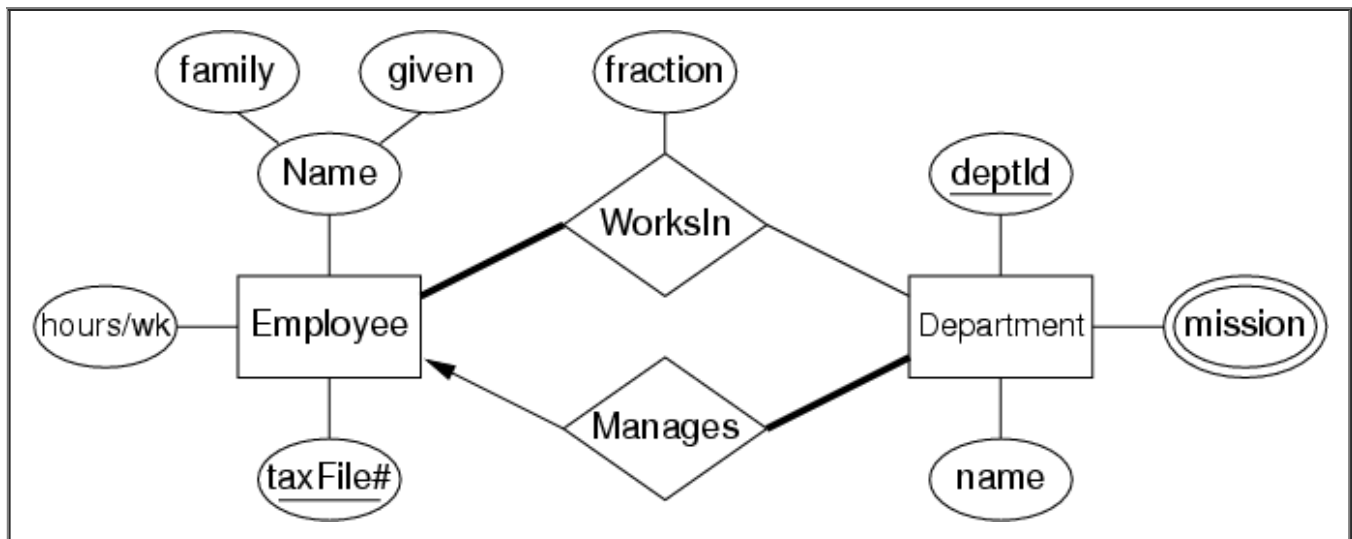 family
given
fraction
Name
deptId
WorksIn
hours/wk
Employee
Department
mission
Manages
taxFile#
name